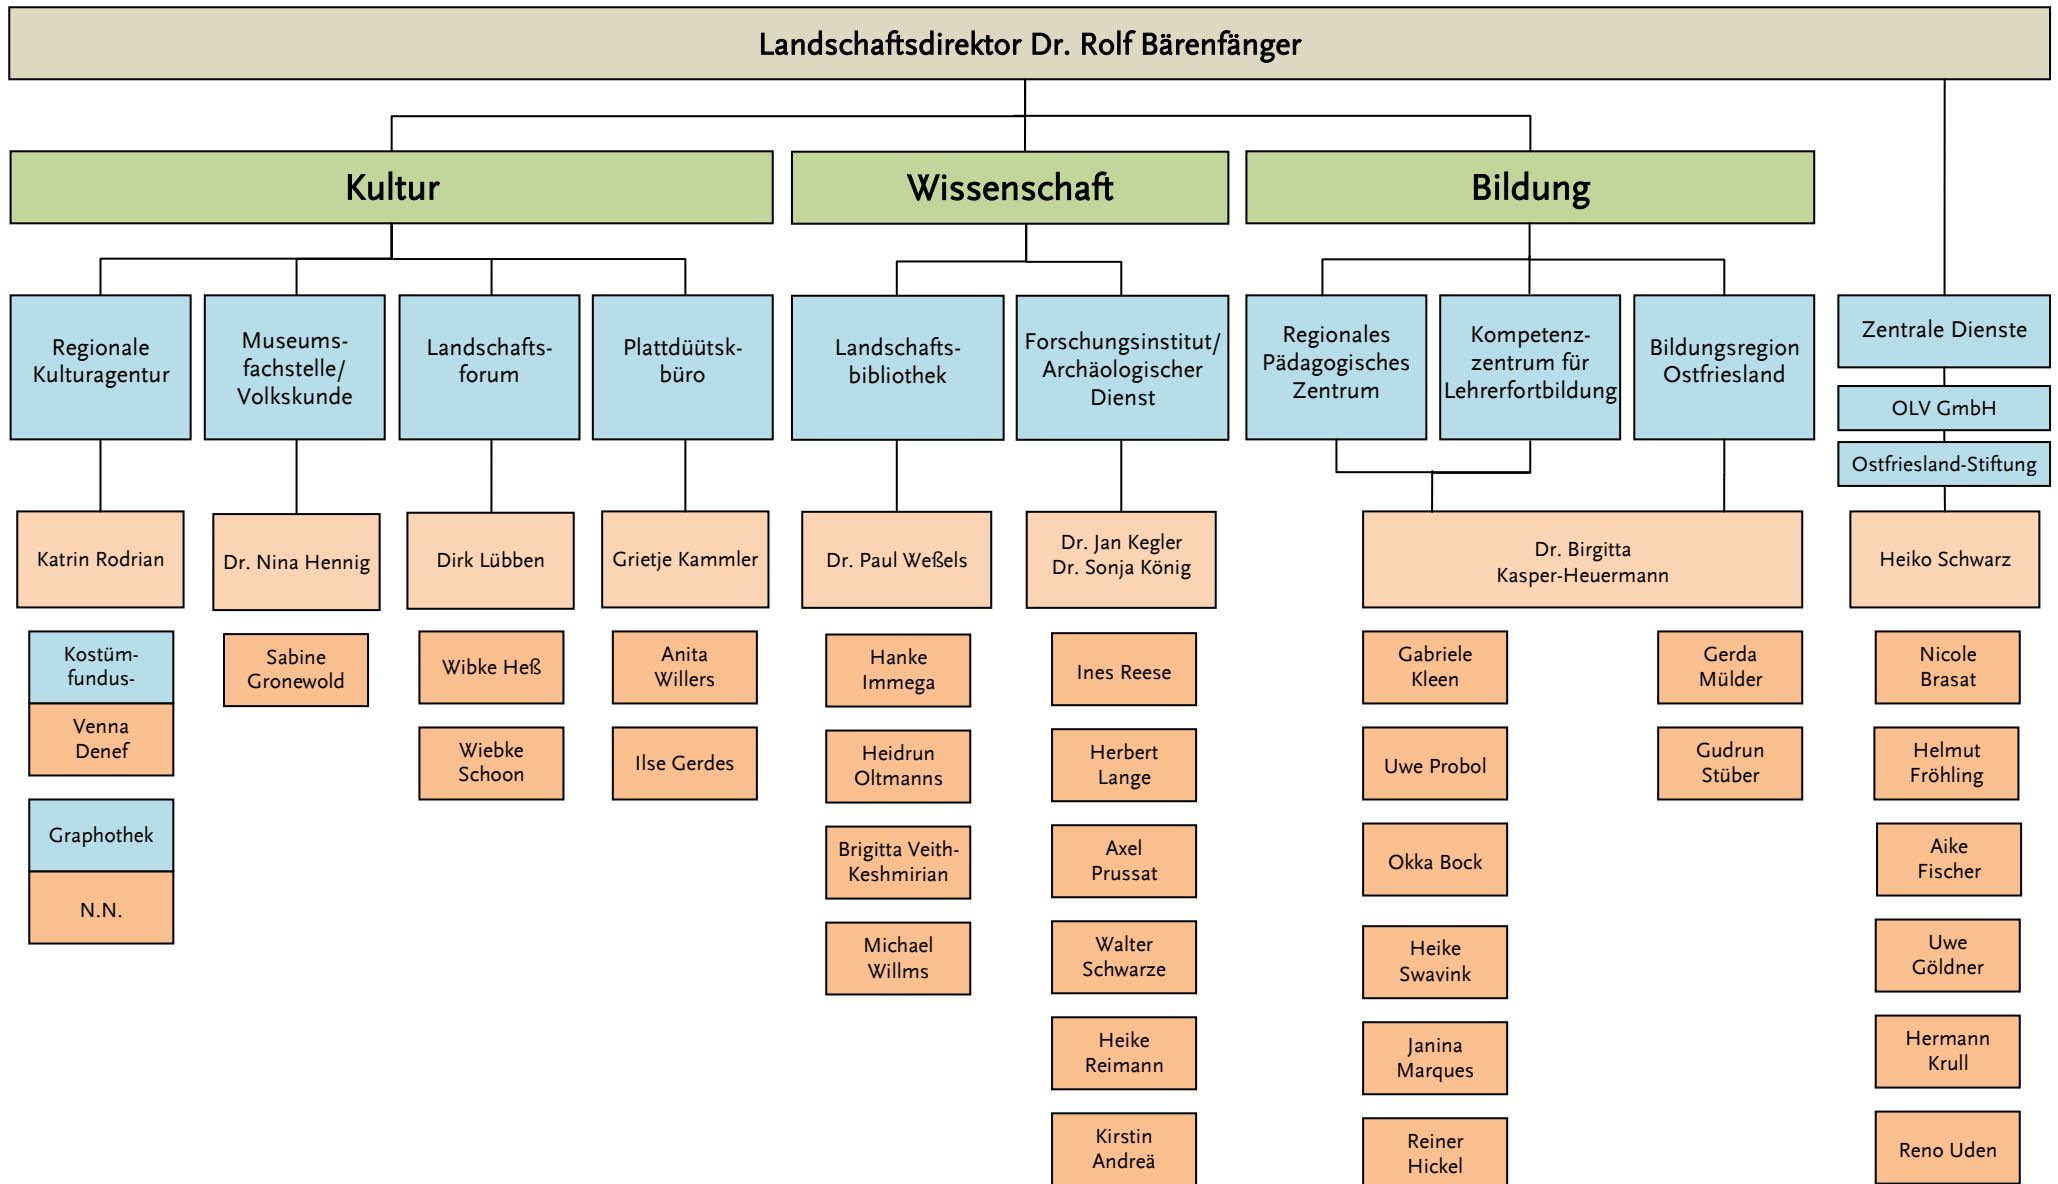 Landschaftsdirektor Dr. Rolf Bärenfänger
Kultur
Wissenschaft
Bildung
Regionale
Kulturagentur
Museums-
fachstelle/
Volkskunde
Landschafts-
forum
Plattdüütsk-
büro
Landschafts-
bibliothek
Forschungsinstitut/
Archäologischer
Dienst
Regionales
Pädagogisches
Zentrum
Kompetenz-
zentrum für
Lehrerfortbildung
Bildungsregion
Ostfriesland
Zentrale Dienste
OLV GmbH
Ostfriesland-Stiftung
Katrin Rodrian
Dr. Nina Hennig
Dirk Lübben
Grietje Kammler
Dr. Paul Weßels
Dr. Jan Kegler
Dr. Sonja König
Dr. Birgitta
Kasper-Heuermann
Heiko Schwarz
Kostüm-
fundus-
Venna
Denef
Graphothek
N.N.
Sabine
Gronewold
Wibke Heß
Wiebke
Schoon
Anita
Willers
Ilse Gerdes
Hanke
Immega
Heidrun
Oltmanns
Brigitta Veith-
Keshmirian
Michael
Willms
Ines Reese
Herbert
Lange
Axel
Prussat
Walter
Schwarze
Heike
Reimann
Kirstin
Andreä
Gabriele
Kleen
Uwe Probol
Okka Bock
Heike
Swavink
Janina
Marques
Reiner
Hickel
Gerda
Mülder
Gudrun
Stüber
Nicole
Brasat
Helmut
Fröhling
Aike
Fischer
Uwe
Göldner
Hermann
Krull
Reno Uden